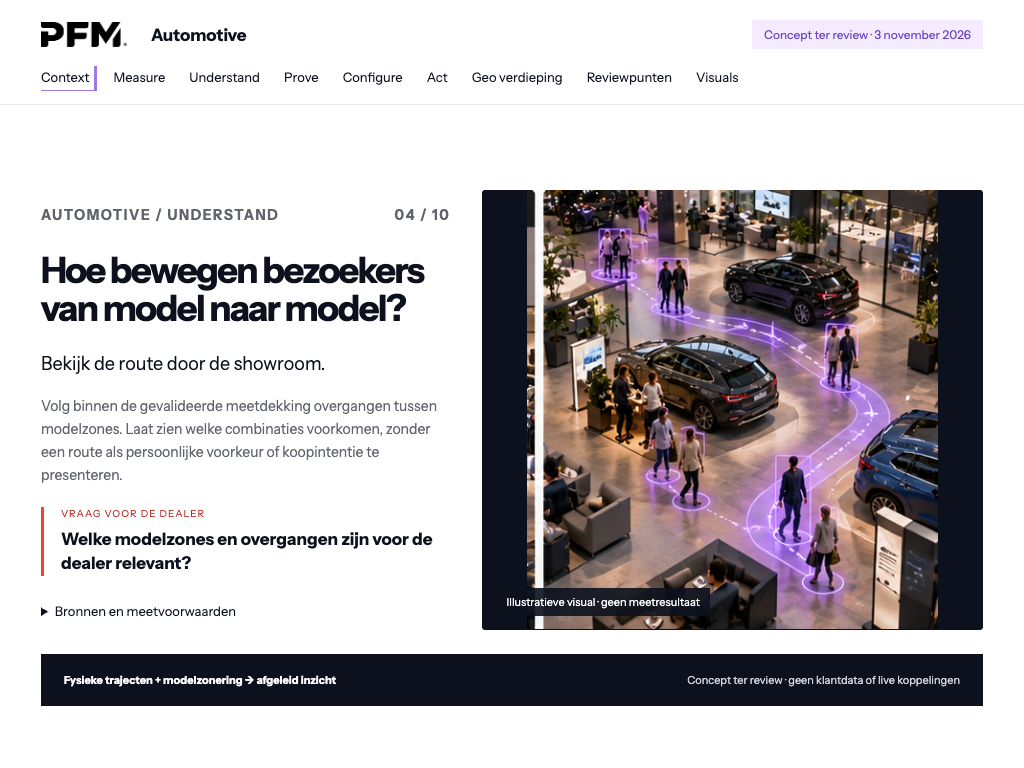 PFM
Automotive
Concept ter review · 3 november 2026
Context
Measure
Understand
Prove
Configure
Act
Geo verdieping
Reviewpunten
Visuals
AUTOMOTIVE / UNDERSTAND
04 / 10
Hoe bewegen bezoekers
van model naar model?
Bekijk de route door de showroom.
Volg binnen de gevalideerde meetdekking overgangen tussen
modelzones. Laat zien welke combinaties voorkomen, zonder
een route als persoonlijke voorkeur of koopintentie te
presenteren.
VRAAG VOOR DE DEALER
Welke modelzones en overgangen zijn voor de
dealer relevant?
Bronnen en meetvoorwaarden
Illustratieve visual · geen meetresultaat
Fysieke trajecten + modelzonering → afgeleid inzicht
Concept ter review · geen klantdata of live koppelingen